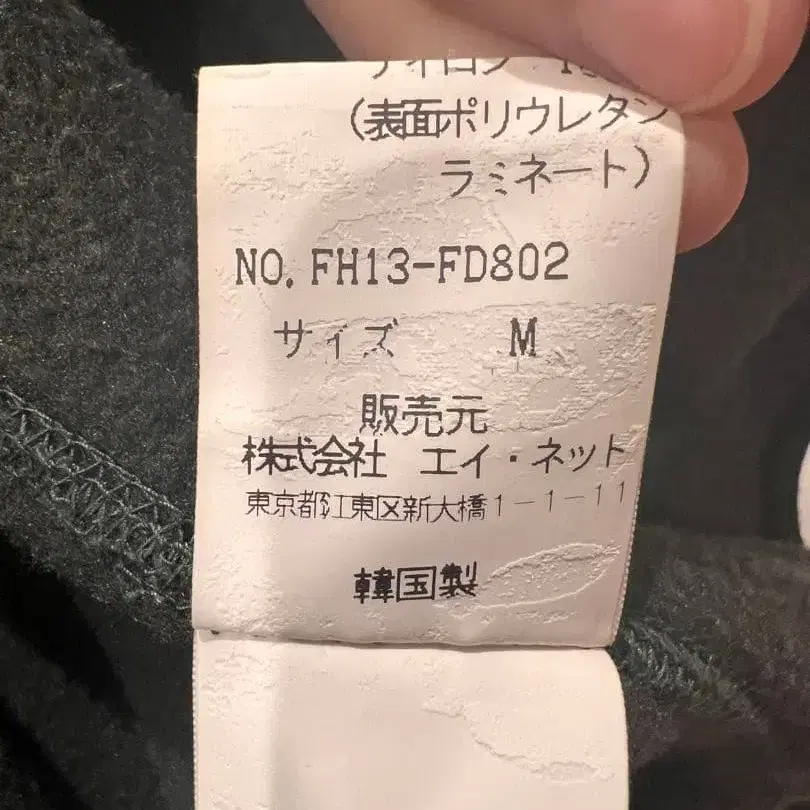 (表面ポリウレタン
ラミネート)
NO. FH13-FD802
サイズ M
販売元
株式会社 エイ・ネット
東京都江東区新大橋1-1-11
韓国製